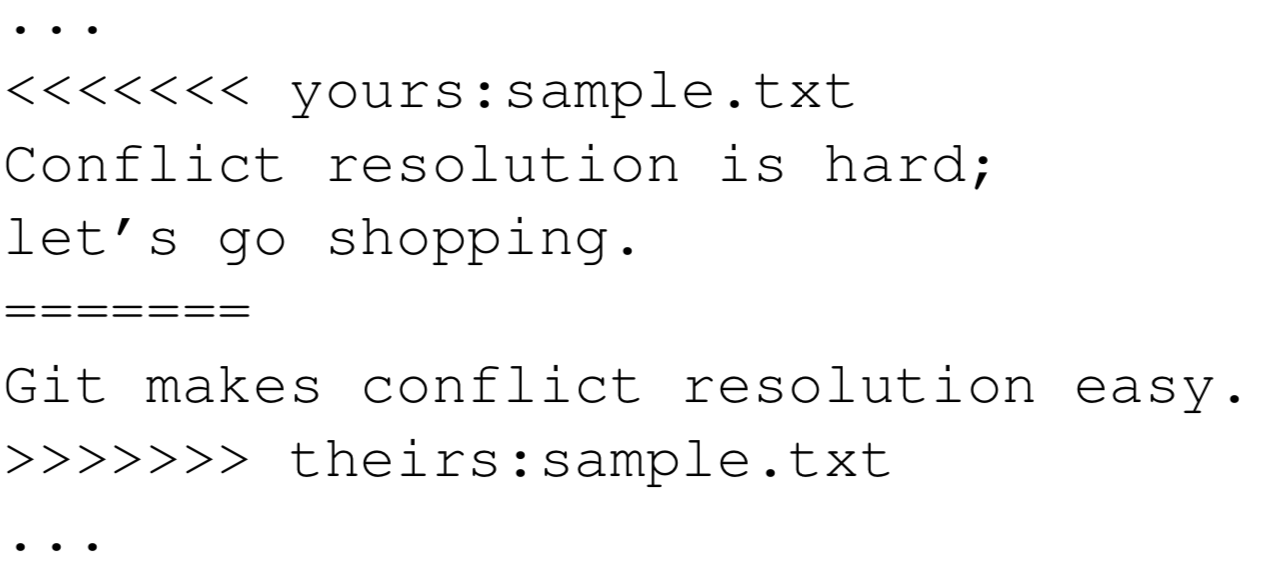 ...
<<<<<<< yours:sample.txt
Conflict resolution is hard;
let’s go shopping.
=======
Git makes conflict resolution easy.
>>>>>>> theirs:sample.txt
...